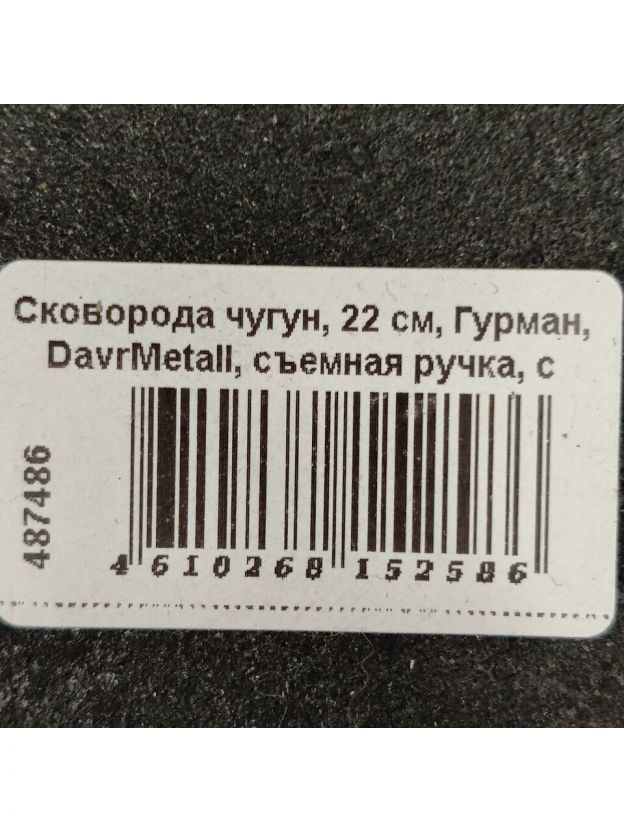 Сковорода чугун, 22 см, Гурман,
DavrMetall, съемная ручка, с
487486
4 610268 152586